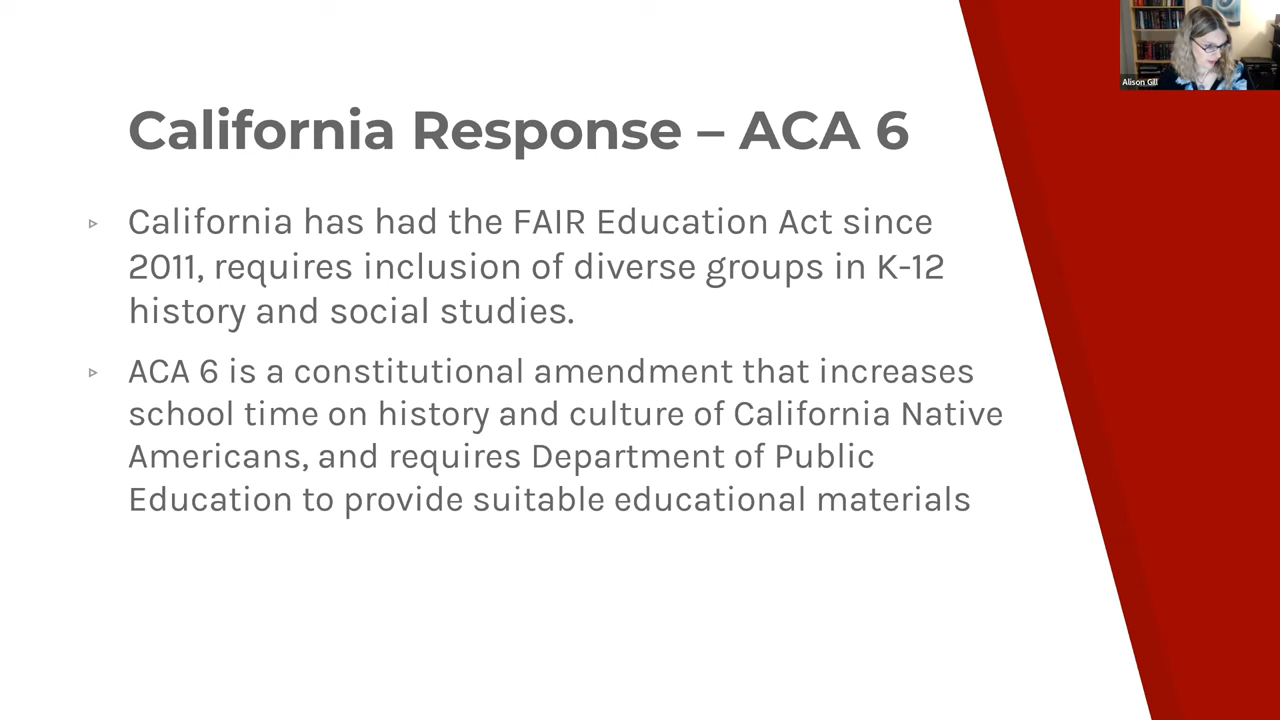 Alison Gill
California Response – ACA 6
▹ California has had the FAIR Education Act since
2011, requires inclusion of diverse groups in K-12
history and social studies.
▹ ACA 6 is a constitutional amendment that increases
school time on history and culture of California Native
Americans, and requires Department of Public
Education to provide suitable educational materials